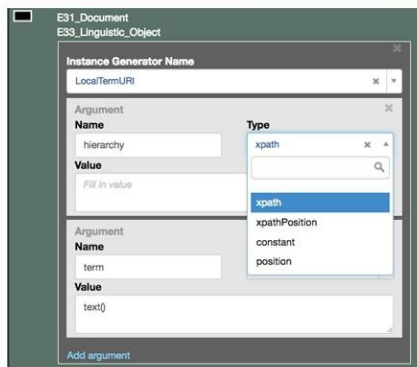 E31_Document
E33_Linguistic_Object
Instance Generator Name
LocalTermURI
Argument
Name
Type
hierarchy
xpath
Value
Fill in value
xpath
xpathPosition
constant
position
Argument
Name
term
Value
text()
Add argument